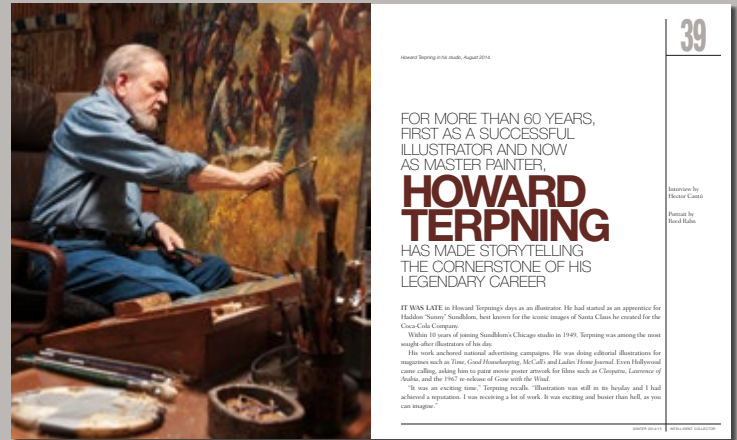 Howard Terpning in his studio, August 2014.
39
FOR MORE THAN 60 YEARS,
FIRST AS A SUCCESSFUL
ILLUSTRATOR AND NOW
AS MASTER PAINTER,
HOWARD
TERPNING
HAS MADE STORYTELLING
THE CORNERSTONE OF HIS
LEGENDARY CAREER
Interview by
Hector Cantú
Portrait by
Reed Rahn
IT WAS LATE in Howard Terpning's days as an illustrator. He had started as an apprentice for
Haddon "Sunny" Sundblom, best known for the iconic images of Santa Claus he created for the
Coca-Cola Company.
Within 10 years of joining Sundblom's Chicago studio in 1949, Terpning was among the most
sought-after illustrators of his day.
His work anchored national advertising campaigns. He was doing editorial illustrations for
magazines such as Time, Good Housekeeping, McCall's and Ladies' Home Journal. Even Hollywood
came calling, asking him to paint movie poster artwork for films such as Cleopatra, Lawrence of
Arabia, and the 1967 re-release of Gone with the Wind.
"It was an exciting time," Terpning recalls. "Illustration was still in its heyday and I had
achieved a reputation. I was receiving a lot of work. It was exciting and busier than hell, as you
can imagine."
WINTER 2014-15 INTELLIGENT COLLECTOR